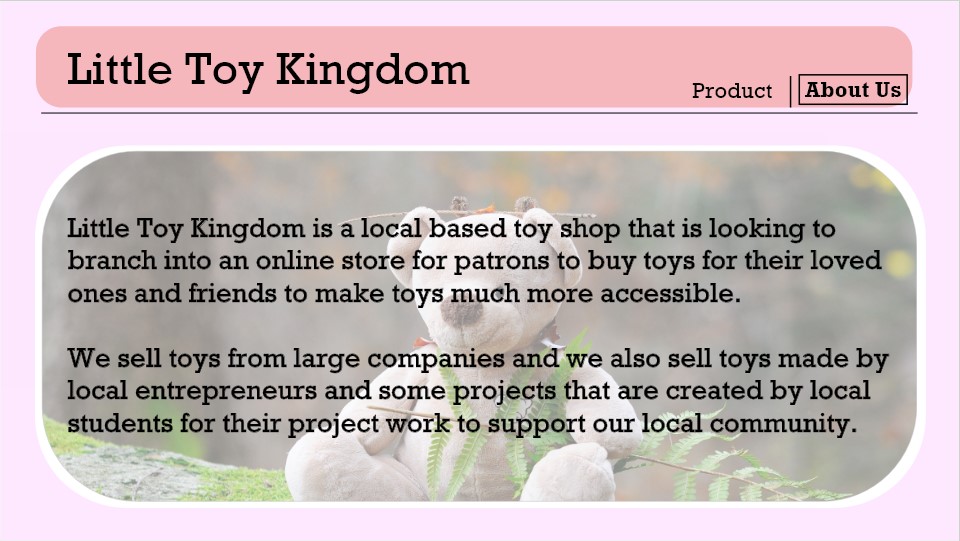 Little Toy Kingdom
Product
About Us
Little Toy Kingdom is a local based toy shop that is looking to
branch into an online store for patrons to buy toys for their loved
ones and friends to make toys much more accessible.
We sell toys from large companies and we also sell toys made by
local entrepreneurs and some projects that are created by local
students for their project work to support our local community.